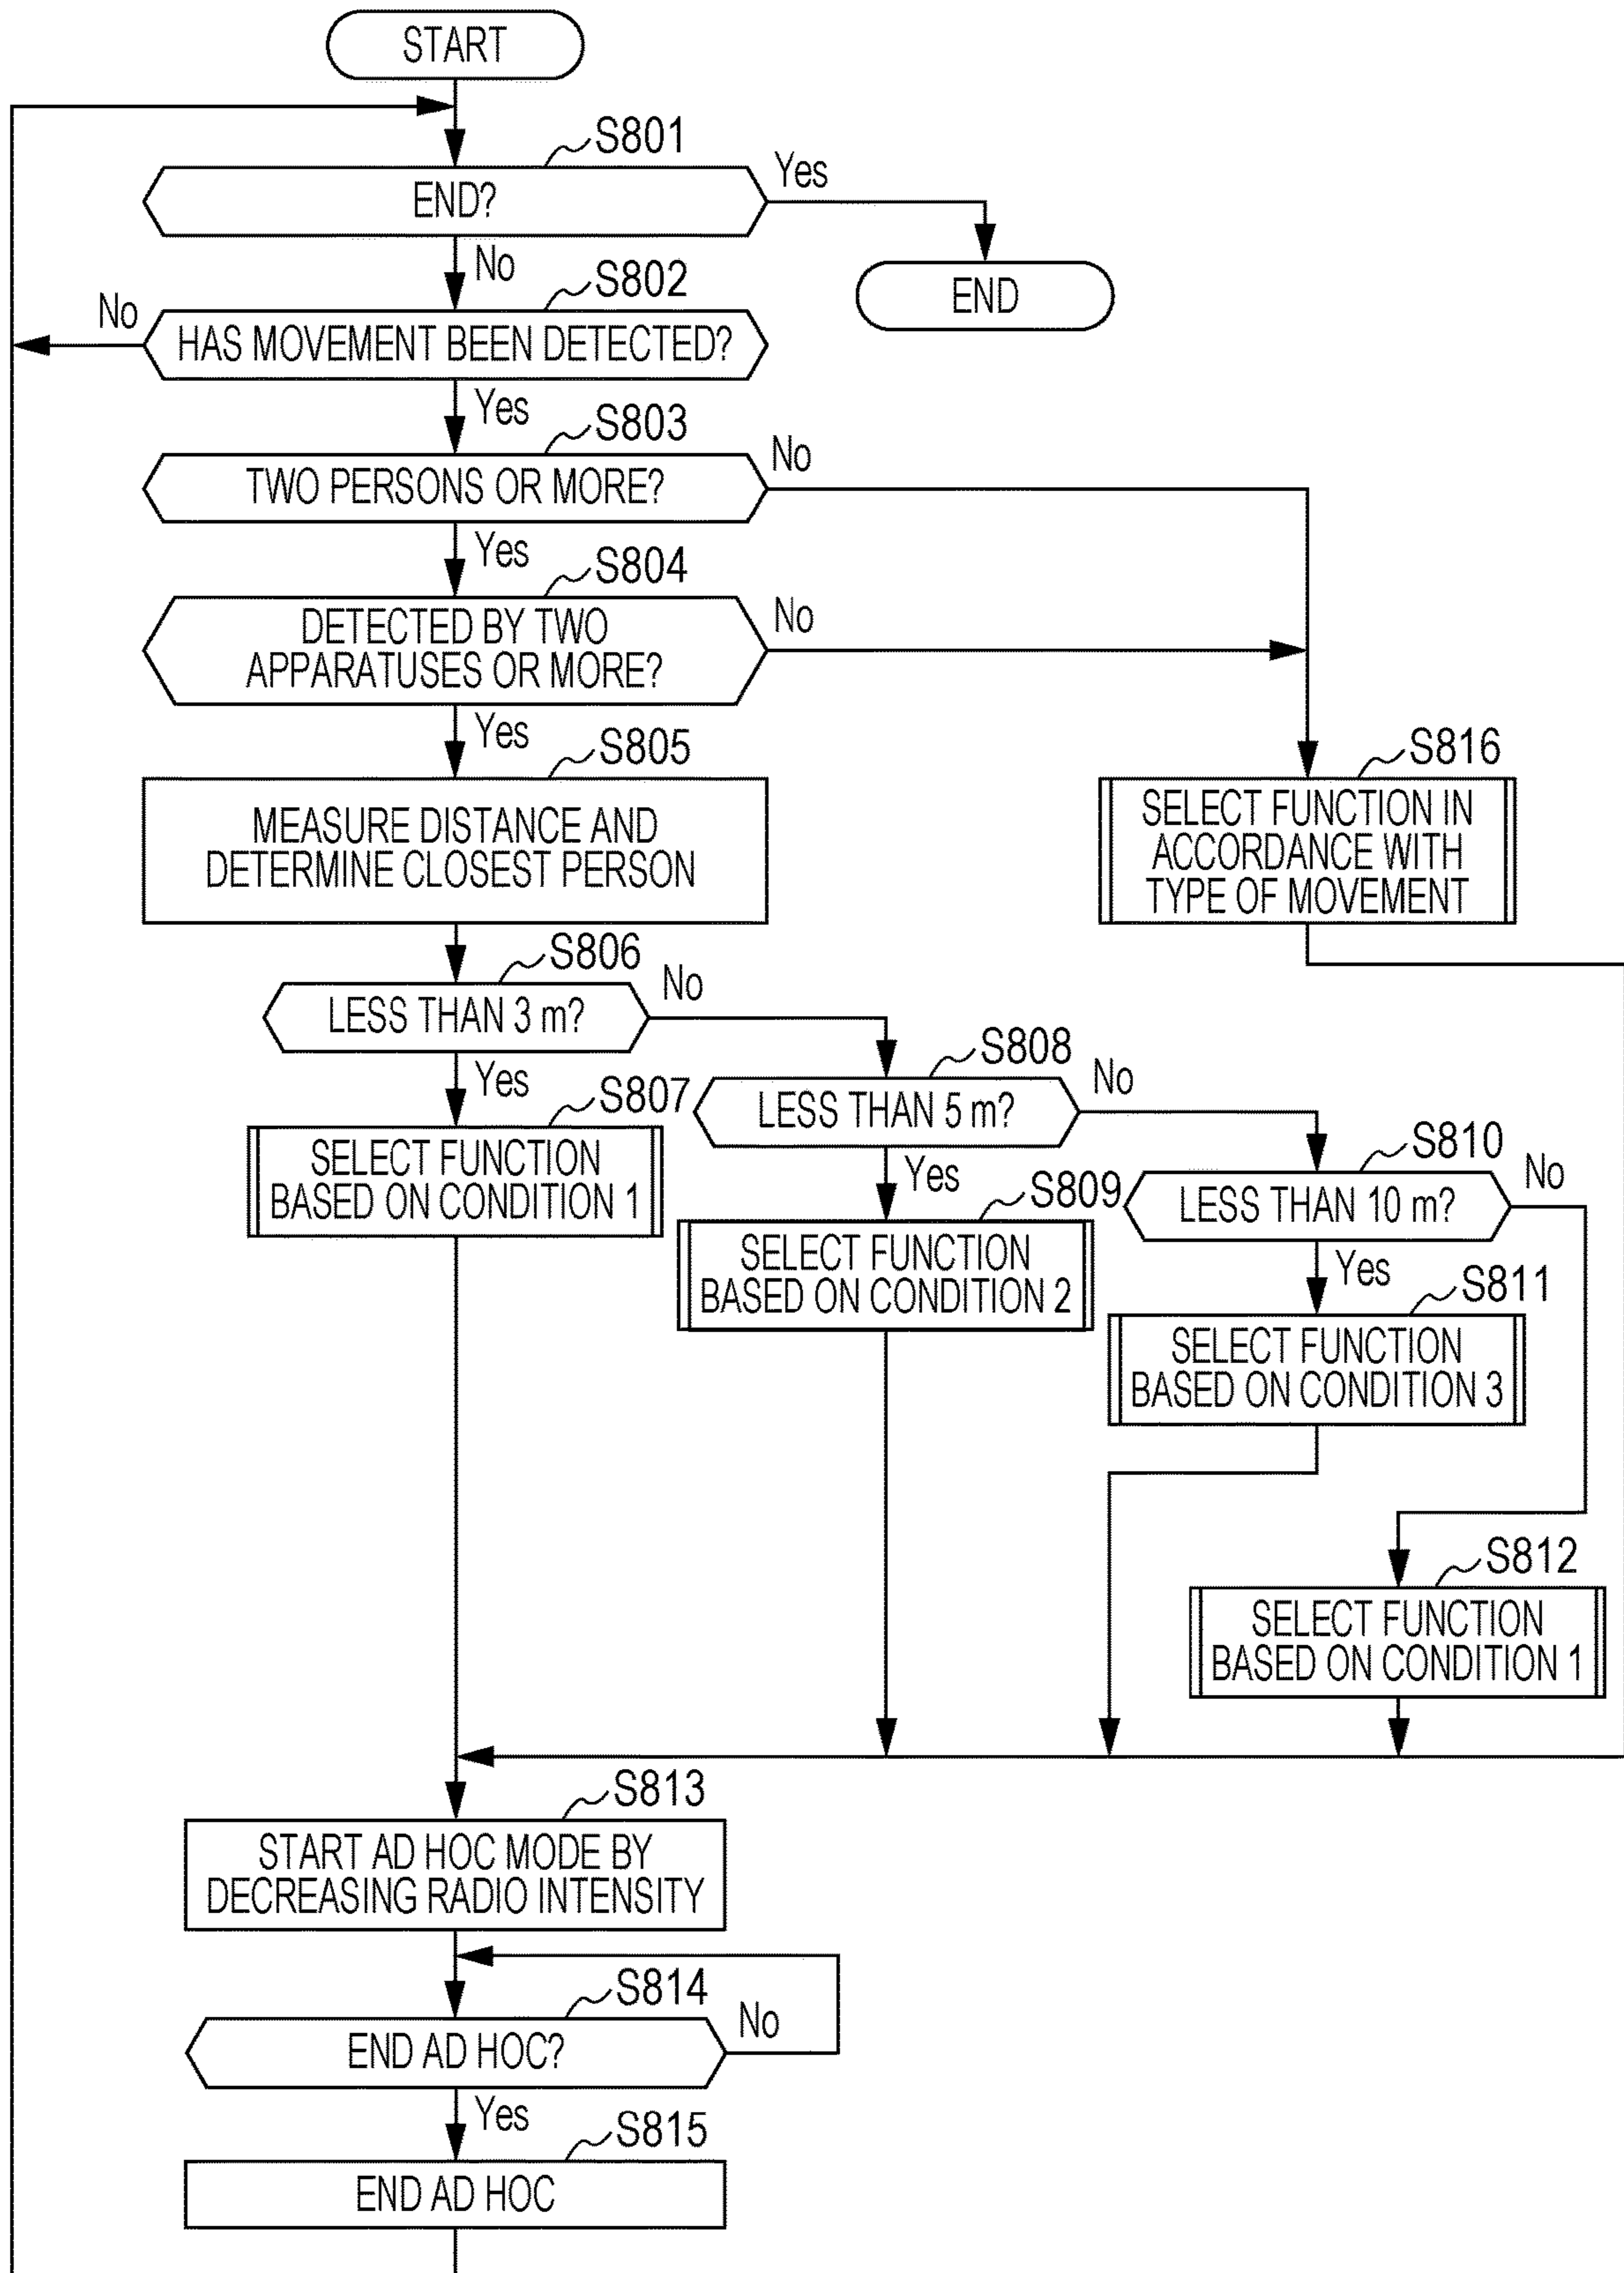 START
S801
END?
Yes
No
END
S802
No
HAS MOVEMENT BEEN DETECTED?
Yes
S803
TWO PERSONS OR MORE?
No
Yes
S804
DETECTED BY TWO
APPARATUSES OR MORE?
No
Yes
S805
MEASURE DISTANCE AND
DETERMINE CLOSEST PERSON
S816
SELECT FUNCTION IN
ACCORDANCE WITH
TYPE OF MOVEMENT
S806
LESS THAN 3 m?
No
Yes
S807
SELECT FUNCTION
BASED ON CONDITION 1
S808
LESS THAN 5 m?
No
Yes
S809
SELECT FUNCTION
BASED ON CONDITION 2
S810
LESS THAN 10 m?
No
Yes
S811
SELECT FUNCTION
BASED ON CONDITION 3
S812
SELECT FUNCTION
BASED ON CONDITION 1
S813
START AD HOC MODE BY
DECREASING RADIO INTENSITY
S814
END AD HOC?
No
Yes
S815
END AD HOC